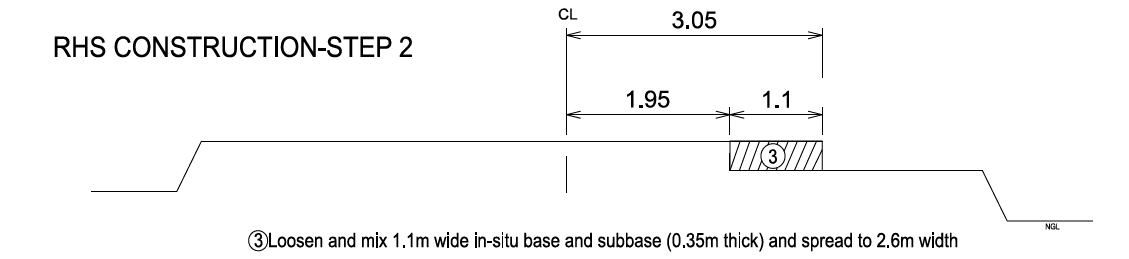 CL
3.05
RHS CONSTRUCTION-STEP 2
1.95
1.1
3
③Loosen and mix 1.1m wide in-situ base and subbase (0.35m thick) and spread to 2.6m width
NGL